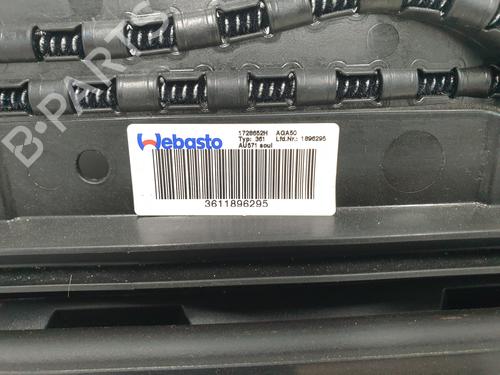 B-PARTS
Webasto
1728652H AGA50
Typ: 361 Lfd.Nr.: 1896295
AU571 soul
3611896295